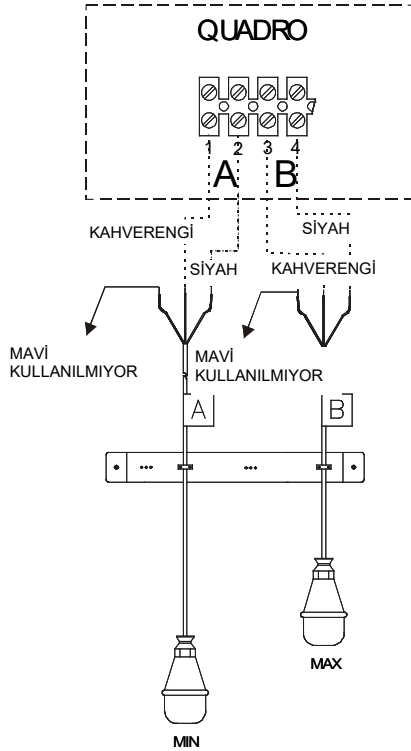 QUADRO
1 2 3 4
A B
KAHVERENGİ
SİYAH
SİYAH
KAHVERENGİ
MAVİ
KULLANILMIYOR
MAVİ
KULLANILMIYOR
A
B
MAX
MIN